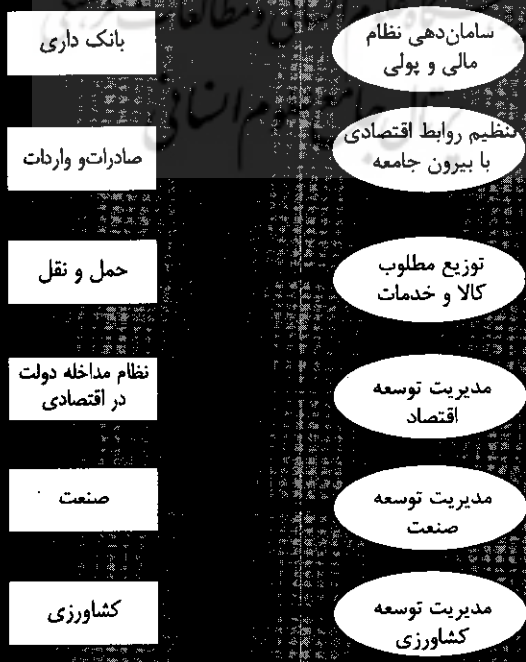 سامان‌دهی نظام
مالی و پولی
بانک داری
تنظیم روابط اقتصادی
با بیرون جامعه
صادرات‌و واردات
توزیع مطلوب
کالا و خدمات
حمل و نقل
مدیریت توسعه
اقتصاد
نظام مداخله دولت
در اقتصادی
مدیریت توسعه
صنعت
صنعت
مدیریت توسعه
کشاورزی
کشاورزی